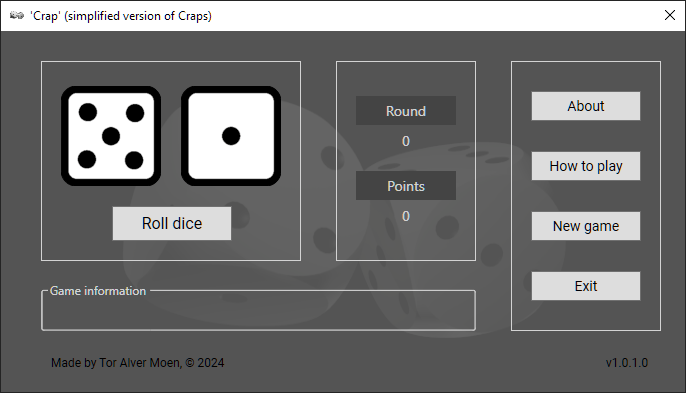 'Crap' (simplified version of Craps)
Roll dice
Round
0
Points
0
About
How to play
New game
Exit
Game information
Made by Tor Alver Moen, © 2024
v1.0.1.0